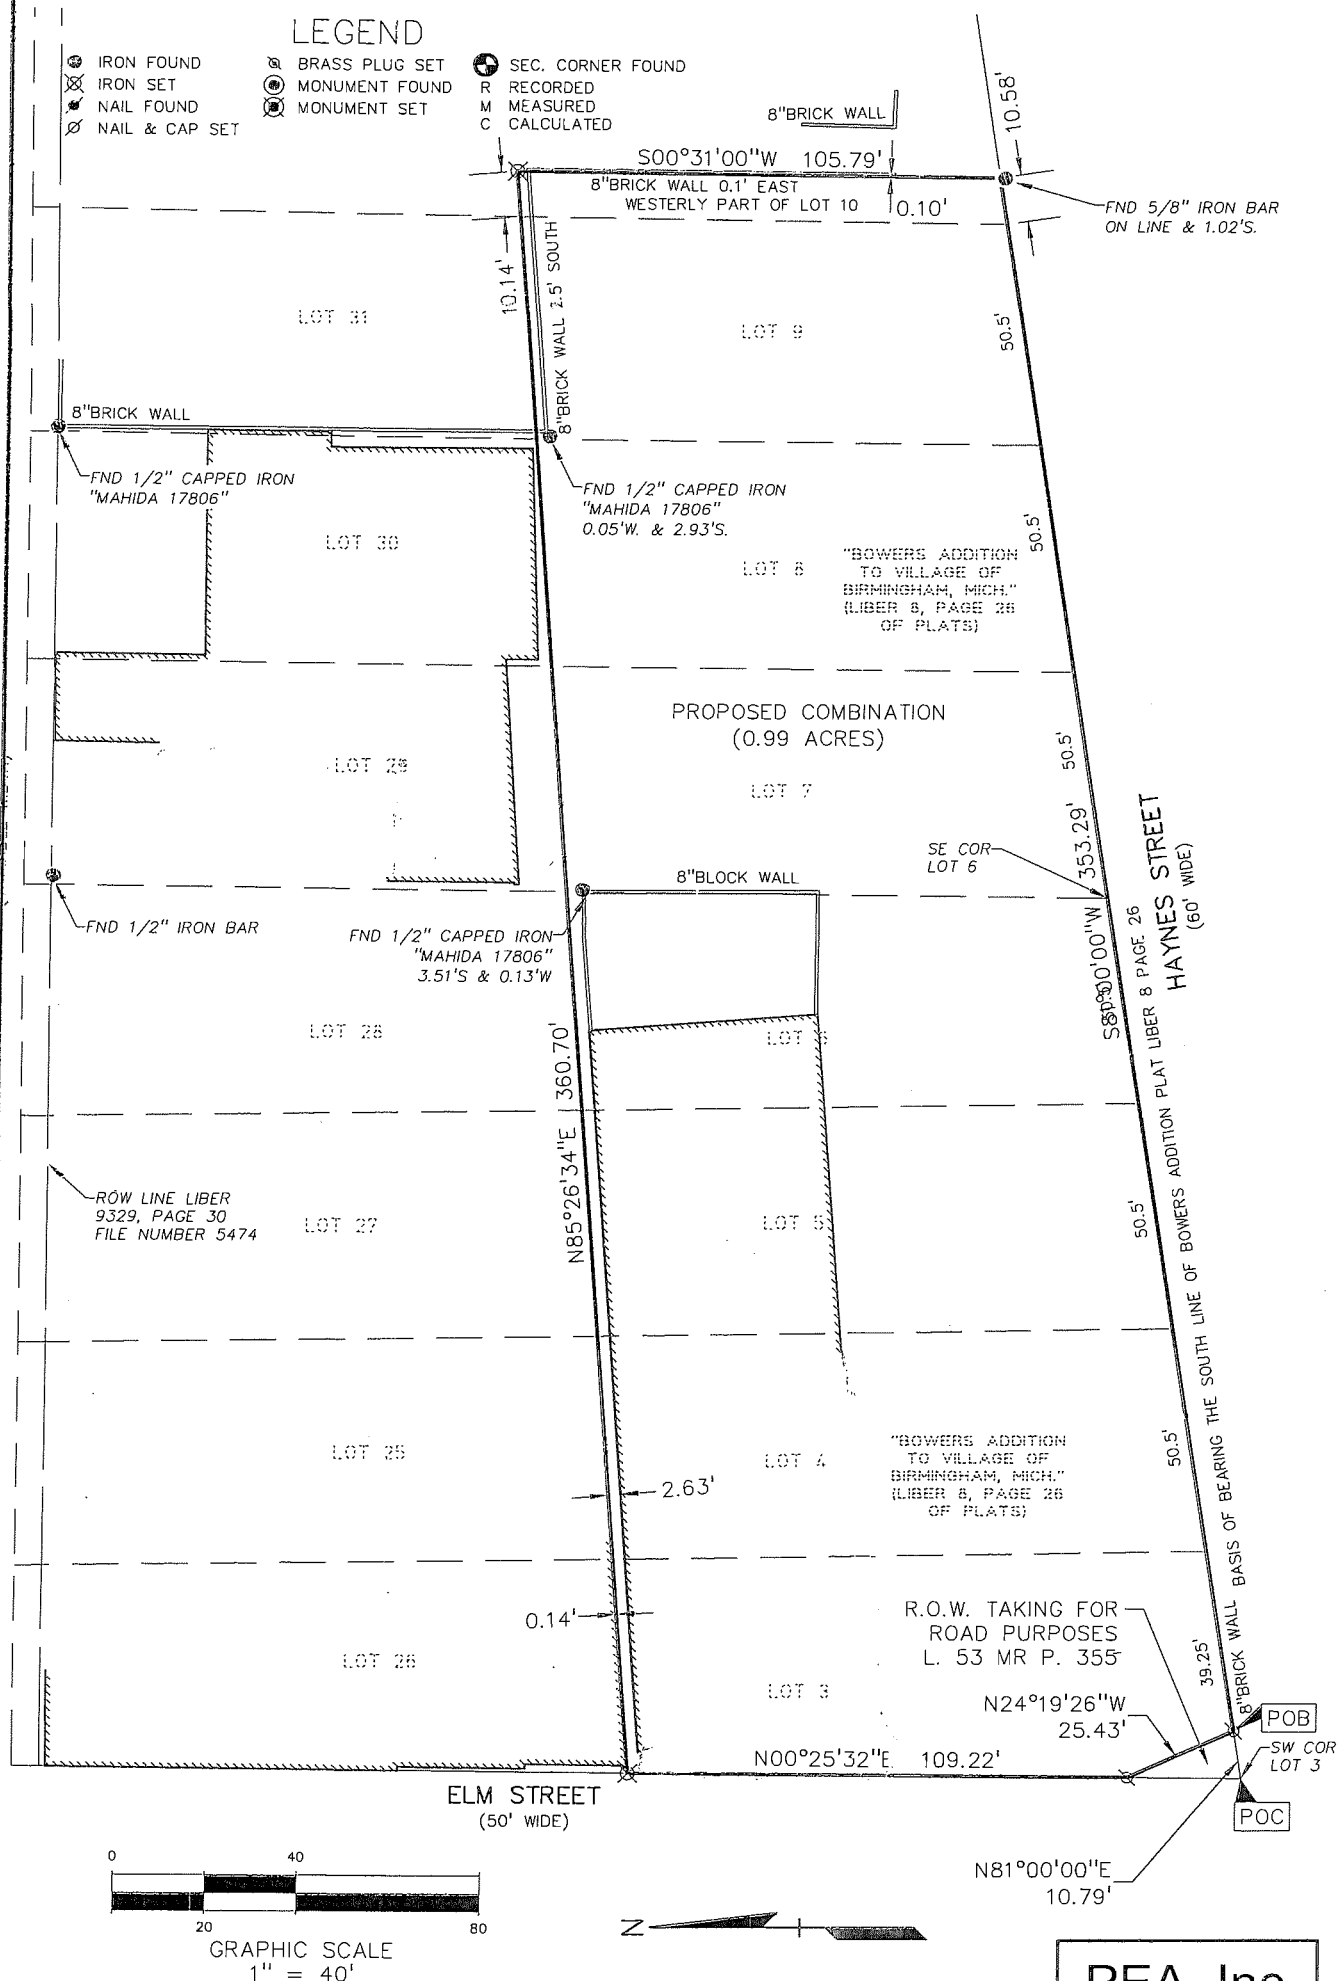 LEGEND
IRON FOUND
IRON SET
NAIL FOUND
NAIL & CAP SET
BRASS PLUG SET
MONUMENT FOUND
MONUMENT SET
SEC. CORNER FOUND
R RECORDED
M MEASURED
C CALCULATED
8"BRICK WALL
10.58'
S00°31'00"W 105.79'
8"BRICK WALL 0.1' EAST
WESTERLY PART OF LOT 10
0.10'
FND 5/8" IRON BAR
ON LINE & 1.02'S.
10.14'
8"BRICK WALL 2.5' SOUTH
LOT 31
LOT 9
50.5'
8"BRICK WALL
FND 1/2" CAPPED IRON
"MAHIDA 17806"
FND 1/2" CAPPED IRON
"MAHIDA 17806"
0.05'W. & 2.93'S.
LOT 30
LOT 8
50.5'
"BOWERS ADDITION
TO VILLAGE OF
BIRMINGHAM, MICH."
(LIBER 8, PAGE 26
OF PLATS)
PROPOSED COMBINATION
(0.99 ACRES)
LOT 29
LOT 7
50.5'
353.29'
SE COR
LOT 6
HAYNES STREET
(60' WIDE)
8"BLOCK WALL
FND 1/2" IRON BAR
FND 1/2" CAPPED IRON
"MAHIDA 17806"
3.51'S & 0.13'W
LOT 28
LOT
N85°26'34"E 360.70'
ROW LINE LIBER
9329, PAGE 30
FILE NUMBER 5474
LOT 27
LOT 5
50.5'
8"BRICK WALL BASIS OF BEARING THE SOUTH LINE OF BOWERS ADDITION PLAT LIBER 8 PAGE 26
LOT 25
LOT 4
50.5'
"BOWERS ADDITION
TO VILLAGE OF
BIRMINGHAM, MICH."
(LIBER 8, PAGE 26
OF PLATS)
2.63'
0.14'
R.O.W. TAKING FOR
ROAD PURPOSES
L. 53 MR P. 355
39.25'
LOT 26
LOT 3
N24°19'26"W
25.43'
POB
SW COR
LOT 3
N00°25'32"E 109.22'
ELM STREET
(50' WIDE)
POC
N81°00'00"E
10.79'
0 40
20 80
GRAPHIC SCALE
1" = 40'
N